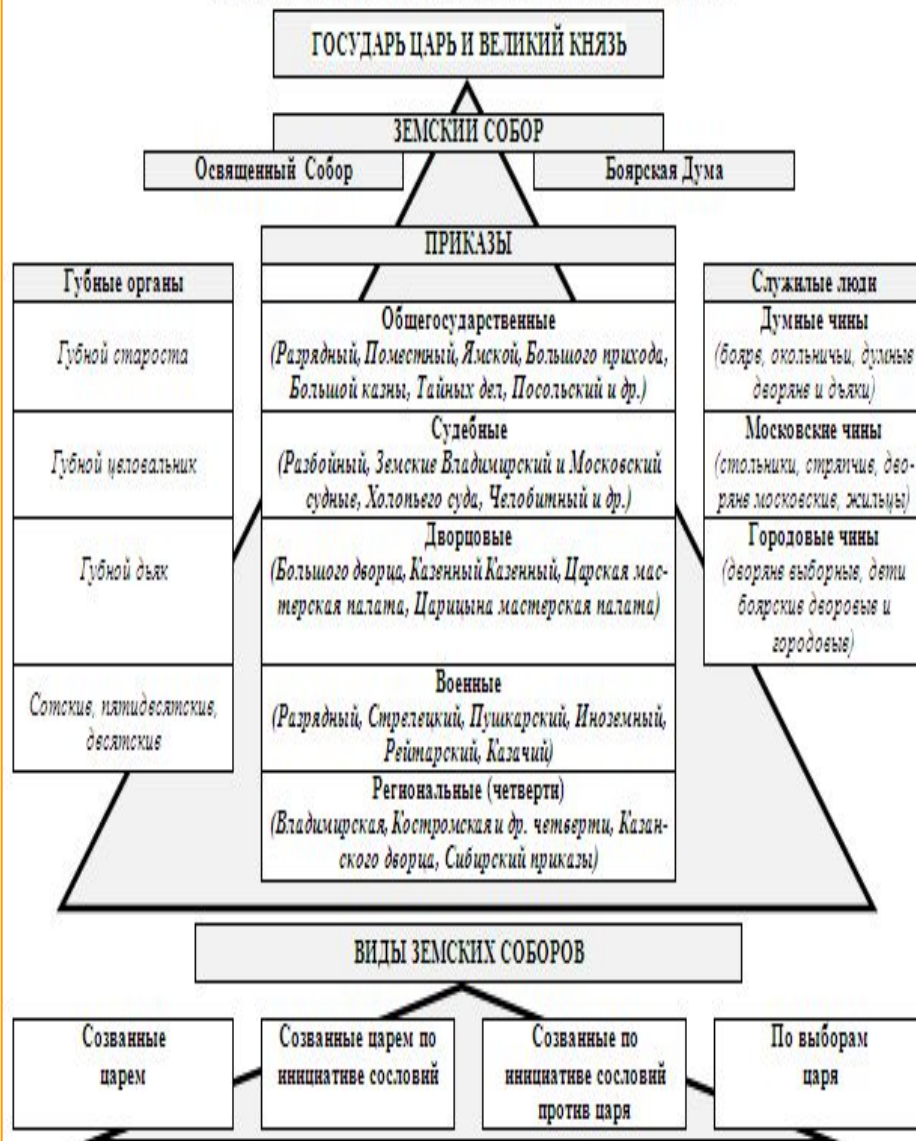 ГОСУДАРЬ ЦАРЬ И ВЕЛИКИЙ КНЯЗЬ
ЗЕМСКИЙ СОБОР
Освященный Собор
Боярская Дума
ПРИКАЗЫ
Губные органы
Губной староста
Губной целовальник
Губной дьяк
Сотские, пятидесятские,
десятские
Общегосударственные
(Разрядный, Поместный, Ямской, Большого прихода,
Большой казны, Тайных дел, Посольский и др.)
Судебные
(Разбойный, Земские Владимирский и Московский
судные, Холопьего суда, Челобитный и др.)
Дворцовые
(Большого дворца, Казенный Казенный, Царская мас-
терская палата, Царицына мастерская палата)
Военные
(Разрядный, Стрелецкий, Пушкарский, Иноземный,
Рейтарский, Казачий)
Региональные (четверти)
(Владимирская, Костромская и др. четверти, Казан-
ского дворца, Сибирский приказы)
Служилые люди
Думные чины
(бояре, окольничьи, думные
дворяне и дьяки)
Московские чины
(стольники, стряпчие, дво-
ряне московские, жильцы)
Городовые чины
(дворяне выборные, дети
боярские дворовые и
городовые)
ВИДЫ ЗЕМСКИХ СОБОРОВ
Созванные
царем
Созванные царем по
инициативе сословий
Созванные по
инициативе сословий
против царя
По выборам
царя